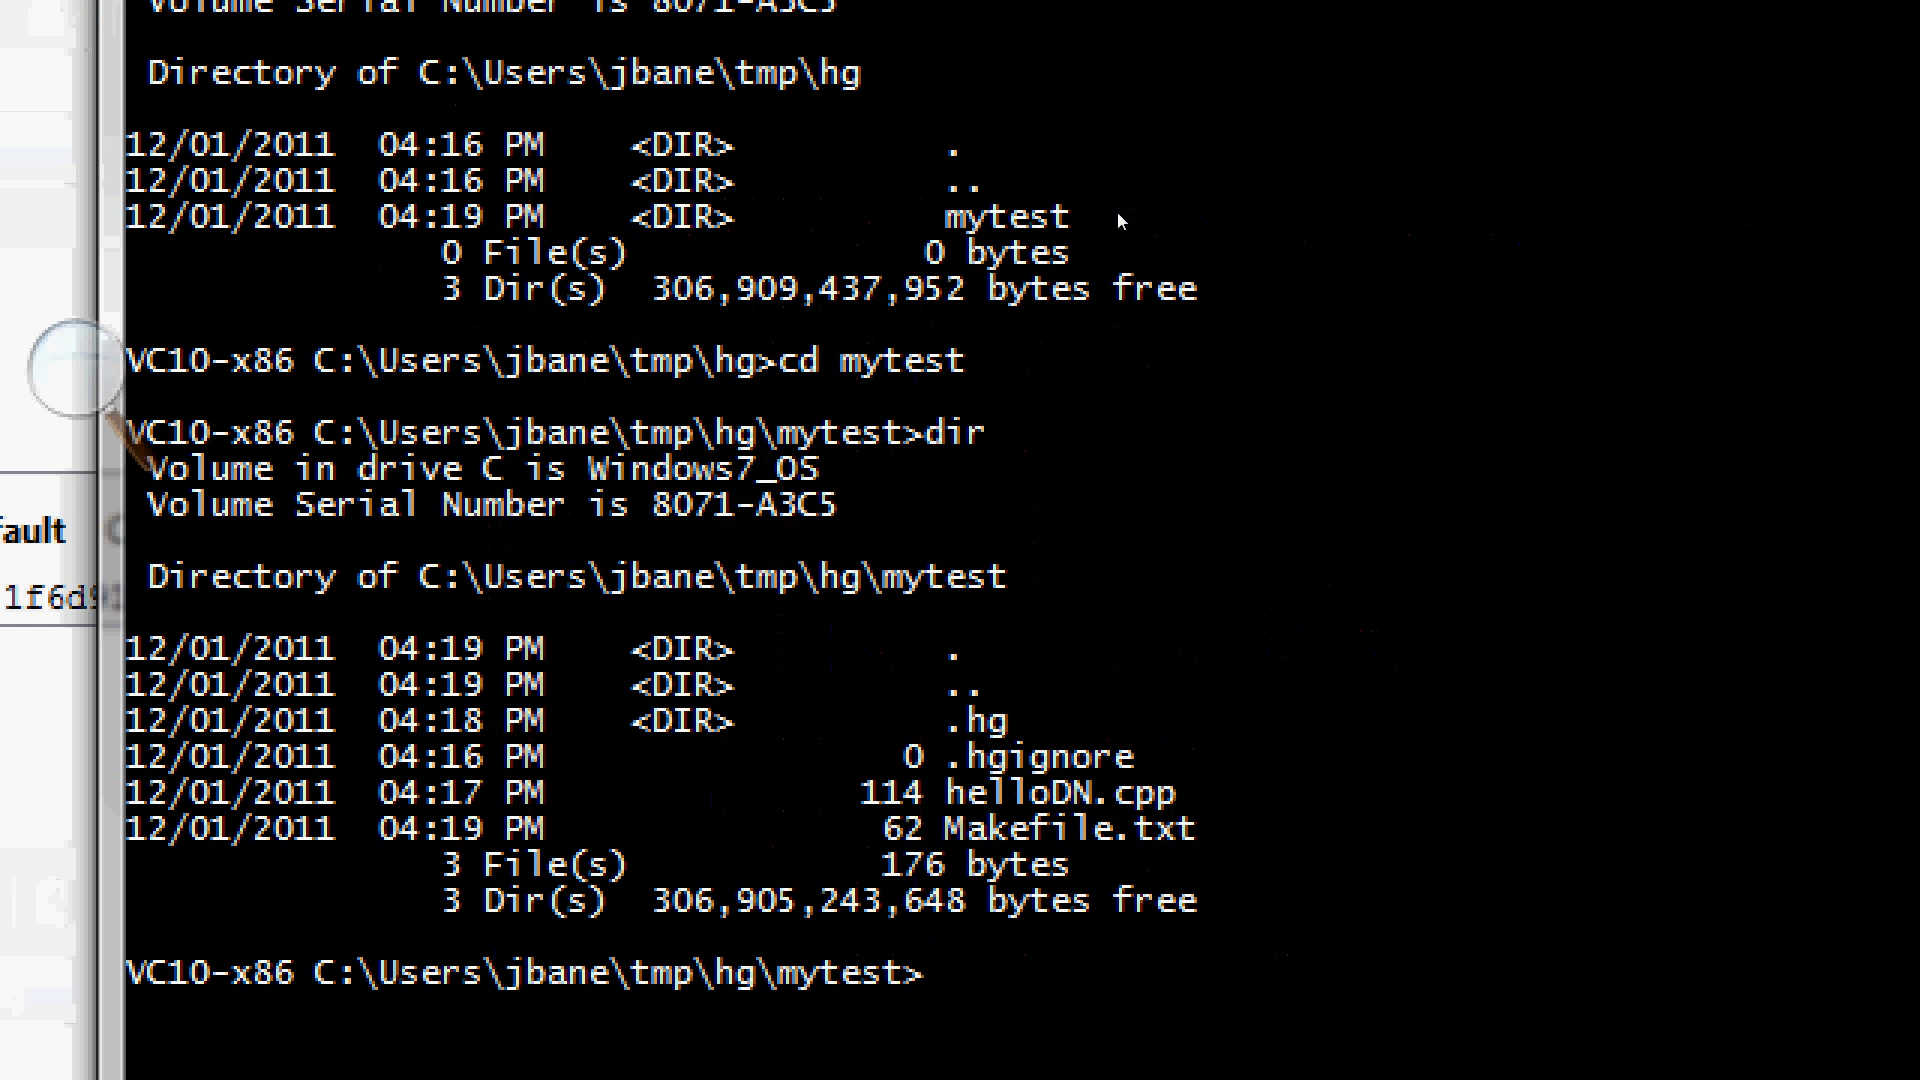 Volume Serial Number is 8071-A3C5
Directory of C:\Users\jbane\tmp\hg
12/01/2011  04:16 PM    <DIR>          .
12/01/2011  04:16 PM    <DIR>          ..
12/01/2011  04:19 PM    <DIR>          mytest
0 File(s)              0 bytes
3 Dir(s)  306,909,437,952 bytes free
VC10-x86 C:\Users\jbane\tmp\hg>cd mytest
VC10-x86 C:\Users\jbane\tmp\hg\mytest>dir
Volume in drive C is Windows7_OS
Volume Serial Number is 8071-A3C5
fault
Directory of C:\Users\jbane\tmp\hg\mytest
12/01/2011  04:19 PM    <DIR>          .
12/01/2011  04:19 PM    <DIR>          ..
12/01/2011  04:18 PM    <DIR>          .hg
12/01/2011  04:16 PM                 0 .hgignore
12/01/2011  04:17 PM               114 helloDN.cpp
12/01/2011  04:19 PM                62 Makefile.txt
3 File(s)            176 bytes
3 Dir(s)  306,905,243,648 bytes free
VC10-x86 C:\Users\jbane\tmp\hg\mytest>